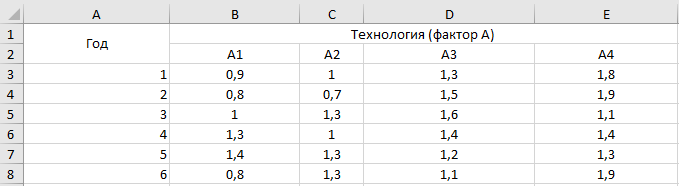 A B C D E
1 Год Технология (фактор А)
2 А1 А2 А3 А4
3 1 0,9 1 1,3 1,8
4 2 0,8 0,7 1,5 1,9
5 3 1 1,3 1,6 1,1
6 4 1,3 1 1,4 1,4
7 5 1,4 1,3 1,2 1,3
8 6 0,8 1,3 1,1 1,9